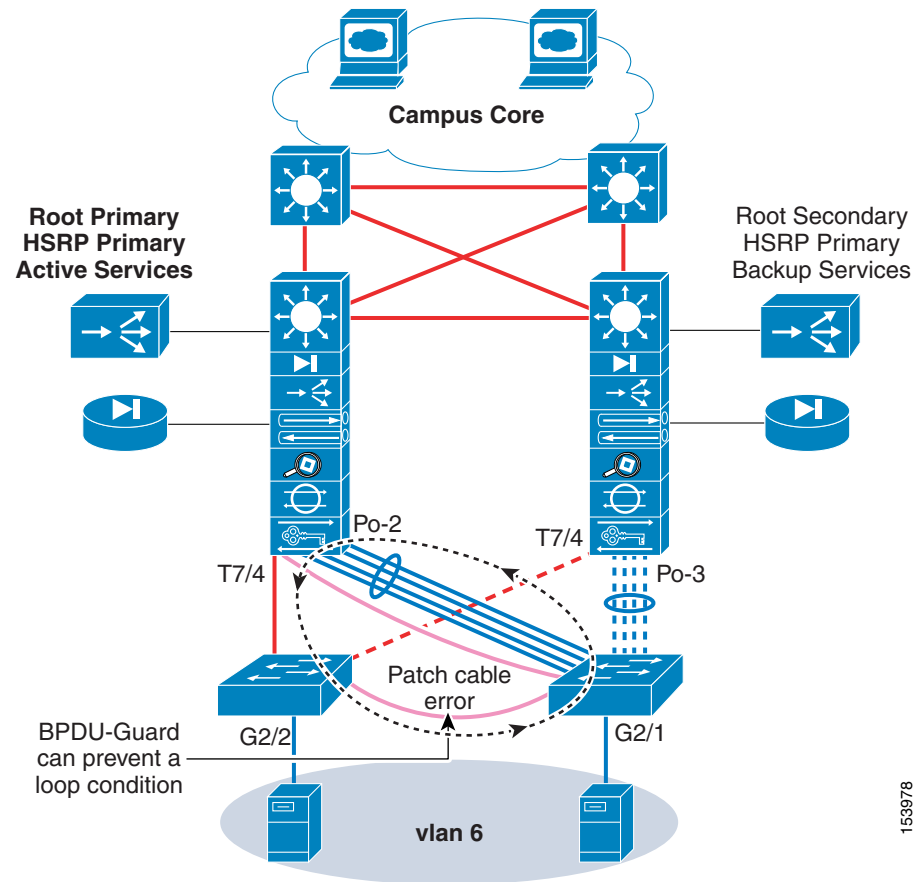 Campus Core
Root Primary
HSRP Primary
Active Services
Root Secondary
HSRP Primary
Backup Services
Po-2
T7/4
T7/4
Po-3
Patch cable
error
BPDU-Guard
can prevent a
loop condition
G2/2
G2/1
vlan 6
153978